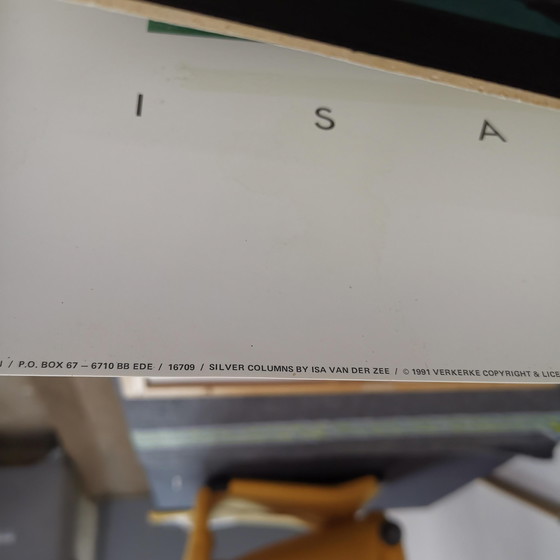 I S A
/ P.O. BOX 67 – 6710 BB EDE / 16709 / SILVER COLUMNS BY ISA VAN DER ZEE / © 1991 VERKERKE COPYRIGHT &